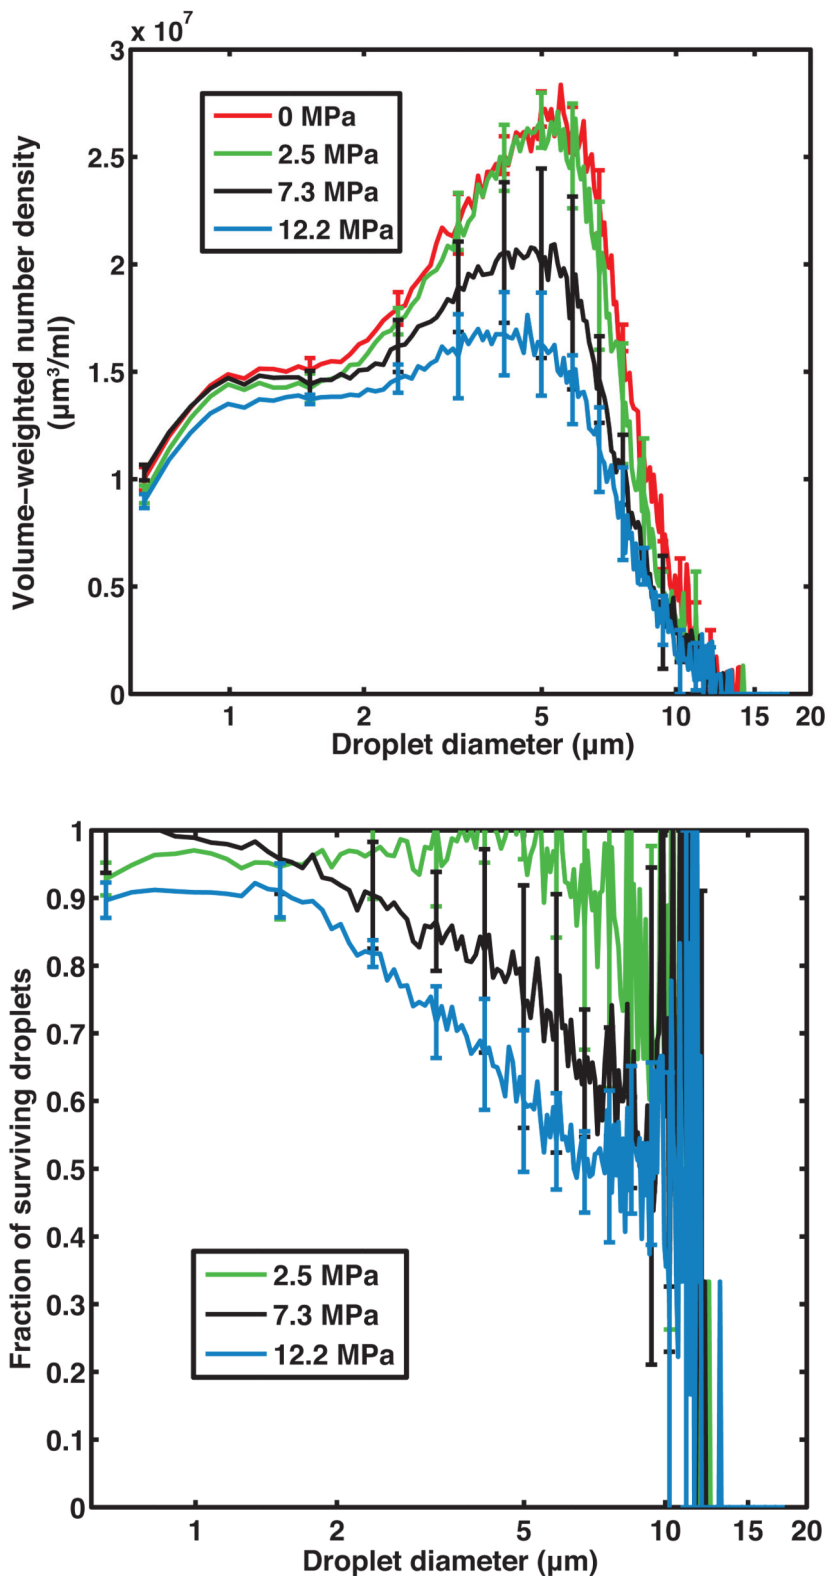 x 10⁷
3
2.5
2
1.5
1
0.5
0
Volume–weighted number density
(µm³/ml)
0 MPa
2.5 MPa
7.3 MPa
12.2 MPa
1 2 5 10 15 20
Droplet diameter (µm)
1
0.9
0.8
0.7
0.6
0.5
0.4
0.3
0.2
0.1
0
Fraction of surviving droplets
2.5 MPa
7.3 MPa
12.2 MPa
1 2 5 10 15 20
Droplet diameter (µm)